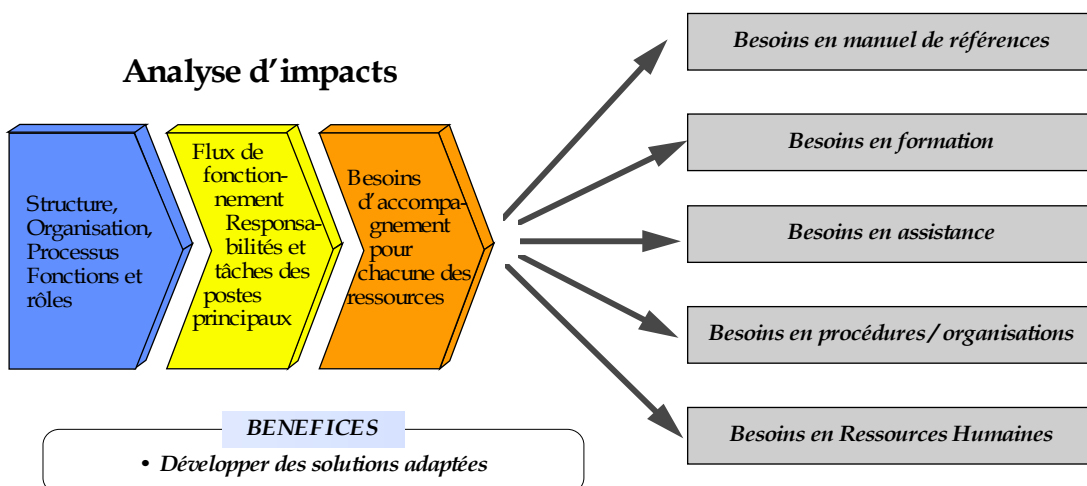 Analyse d'impacts
Structure,
Organisation,
Processus
Fonctions et
rôles
Flux de
fonction-
nement
Responsa-
bilités et
tâches des
postes
principaux
Besoins
d'accompa-
gnement
pour
chacune des
ressources
Besoins en manuel de références
Besoins en formation
Besoins en assistance
Besoins en procédures / organisations
Besoins en Ressources Humaines
BENEFICES
• Développer des solutions adaptées